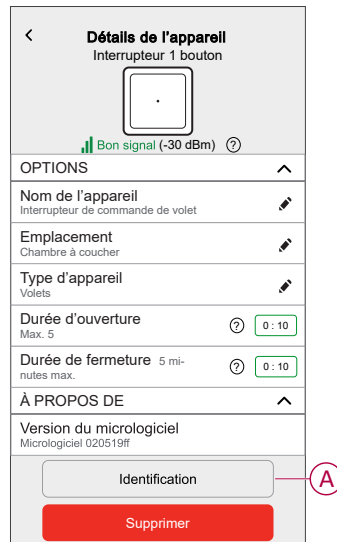 Détails de l'appareil
Interrupteur 1 bouton
Bon signal (-30 dBm) ?
OPTIONS
Nom de l'appareil
Interrupteur de commande de volet
Emplacement
Chambre à coucher
Type d'appareil
Volets
Durée d'ouverture ? 0 : 10
Max. 5
Durée de fermeture 5 mi-
nutes max. ? 0 : 10
À PROPOS DE
Version du micrologiciel
Micrologiciel 020519ff
Identification A
Supprimer